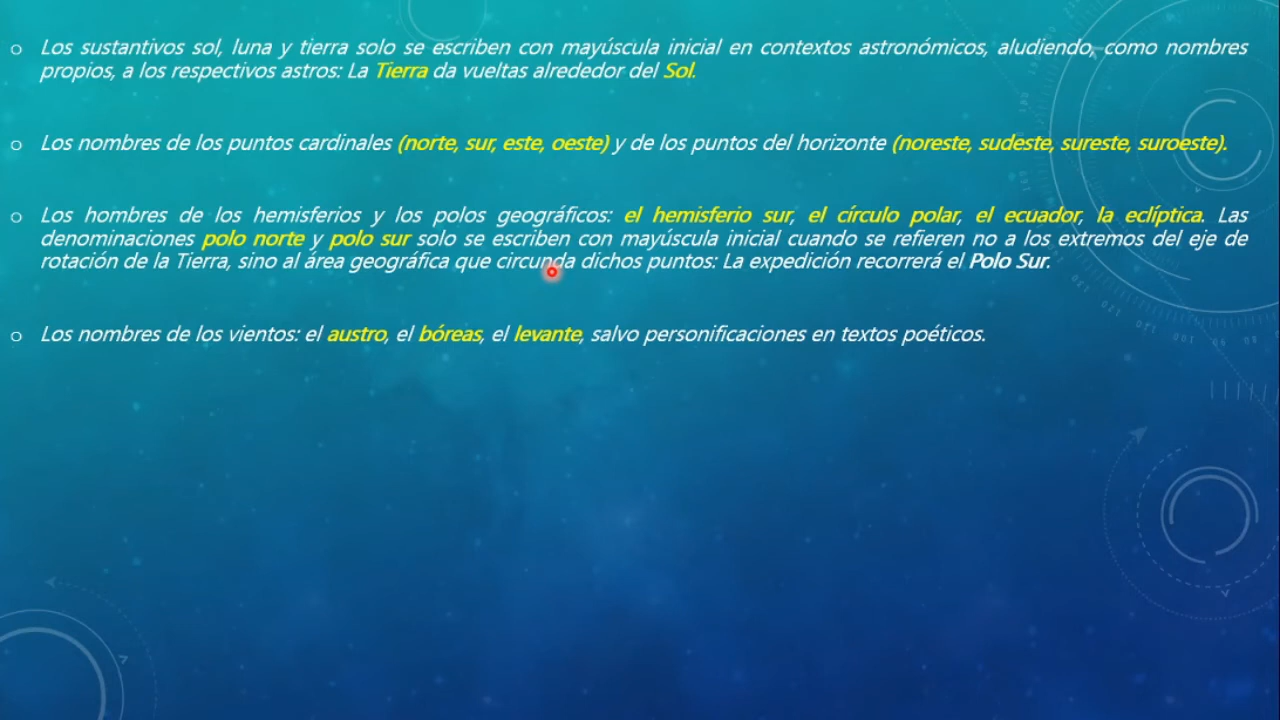 o Los sustantivos sol, luna y tierra solo se escriben con mayúscula inicial en contextos astronómicos, aludiendo, como nombres
propios, a los respectivos astros: La Tierra da vueltas alrededor del Sol.
o Los nombres de los puntos cardinales (norte, sur, este, oeste) y de los puntos del horizonte (noreste, sudeste, sureste, suroeste).
o Los hombres de los hemisferios y los polos geográficos: el hemisferio sur, el círculo polar, el ecuador, la eclíptica. Las
denominaciones polo norte y polo sur solo se escriben con mayúscula inicial cuando se refieren no a los extremos del eje de
rotación de la Tierra, sino al área geográfica que circunda dichos puntos: La expedición recorrerá el Polo Sur.
o Los nombres de los vientos: el austro, el bóreas, el levante, salvo personificaciones en textos poéticos.